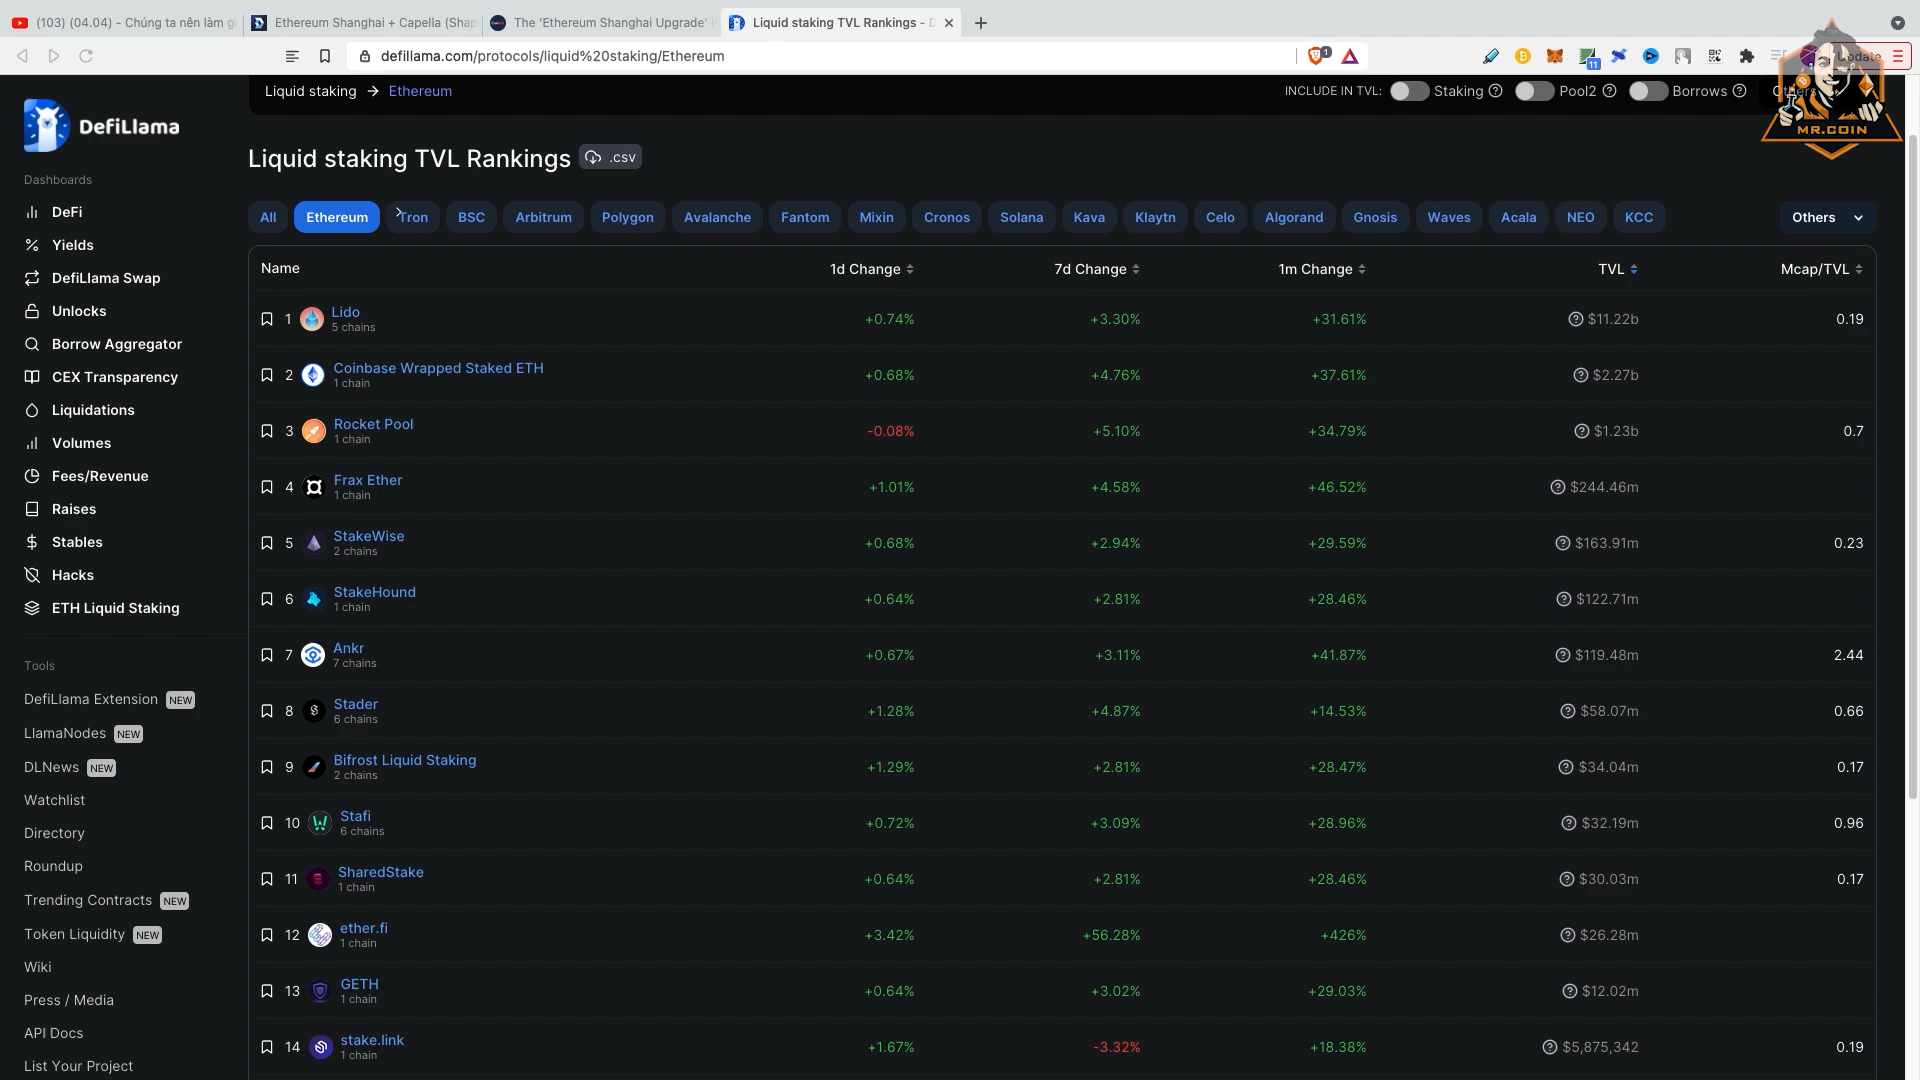 (103) (04.04) - Chúng ta nên làm g
Ethereum Shanghai + Capella (Shap
The 'Ethereum Shanghai Upgrade' i
Liquid staking TVL Rankings - D
defillama.com/protocols/liquid%20staking/Ethereum
1
11
Update
MR.COIN
DefiLlama
Dashboards
DeFi
Yields
DefiLlama Swap
Unlocks
Borrow Aggregator
CEX Transparency
Liquidations
Volumes
Fees/Revenue
Raises
Stables
Hacks
ETH Liquid Staking
Tools
DefiLlama Extension NEW
LlamaNodes NEW
DLNews NEW
Watchlist
Directory
Roundup
Trending Contracts NEW
Token Liquidity NEW
Wiki
Press / Media
API Docs
List Your Project
Liquid staking → Ethereum
INCLUDE IN TVL: Staking Pool2 Borrows Others
Liquid staking TVL Rankings .csv
All Ethereum Tron BSC Arbitrum Polygon Avalanche Fantom Mixin Cronos Solana Kava Klaytn Celo Algorand Gnosis Waves Acala NEO KCC Others
Name 1d Change 7d Change 1m Change TVL Mcap/TVL
1 Lido +0.74% +3.30% +31.61% $11.22b 0.19
5 chains
2 Coinbase Wrapped Staked ETH +0.68% +4.76% +37.61% $2.27b
1 chain
3 Rocket Pool -0.08% +5.10% +34.79% $1.23b 0.7
1 chain
4 Frax Ether +1.01% +4.58% +46.52% $244.46m
1 chain
5 StakeWise +0.68% +2.94% +29.59% $163.91m 0.23
2 chains
6 StakeHound +0.64% +2.81% +28.46% $122.71m
1 chain
7 Ankr +0.67% +3.11% +41.87% $119.48m 2.44
7 chains
8 Stader +1.28% +4.87% +14.53% $58.07m 0.66
6 chains
9 Bifrost Liquid Staking +1.29% +2.81% +28.47% $34.04m 0.17
2 chains
10 Stafi +0.72% +3.09% +28.96% $32.19m 0.96
6 chains
11 SharedStake +0.64% +2.81% +28.46% $30.03m 0.17
1 chain
12 ether.fi +3.42% +56.28% +426% $26.28m
1 chain
13 GETH +0.64% +3.02% +29.03% $12.02m
1 chain
14 stake.link +1.67% -3.32% +18.38% $5,875,342 0.19
1 chain